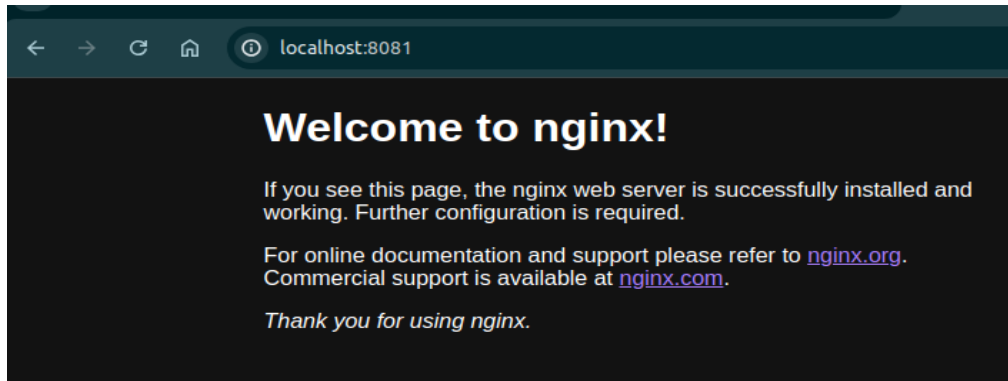 localhost:8081
Welcome to nginx!
If you see this page, the nginx web server is successfully installed and
working. Further configuration is required.
For online documentation and support please refer to nginx.org.
Commercial support is available at nginx.com.
Thank you for using nginx.